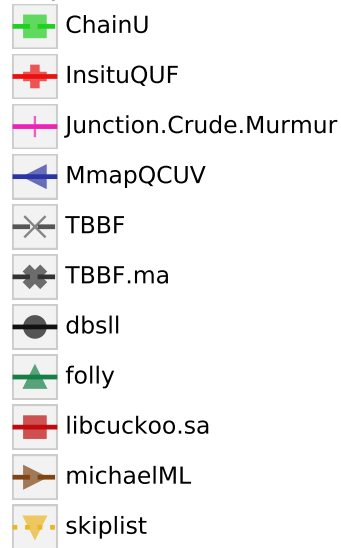 ChainU
InsituQUF
Junction.Crude.Murmur
MmapQCUV
TBBF
TBBF.ma
dbsll
folly
libcuckoo.sa
michaelML
skiplist